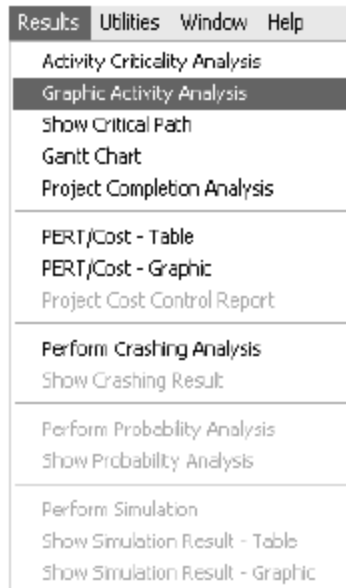 Results Utilities Window Help
Activity Criticality Analysis
Graphic Activity Analysis
Show Critical Path
Gantt Chart
Project Completion Analysis
PERT/Cost - Table
PERT/Cost - Graphic
Project Cost Control Report
Perform Crashing Analysis
Show Crashing Result
Perform Probability Analysis
Show Probability Analysis
Perform Simulation
Show Simulation Result - Table
Show Simulation Result - Graphic